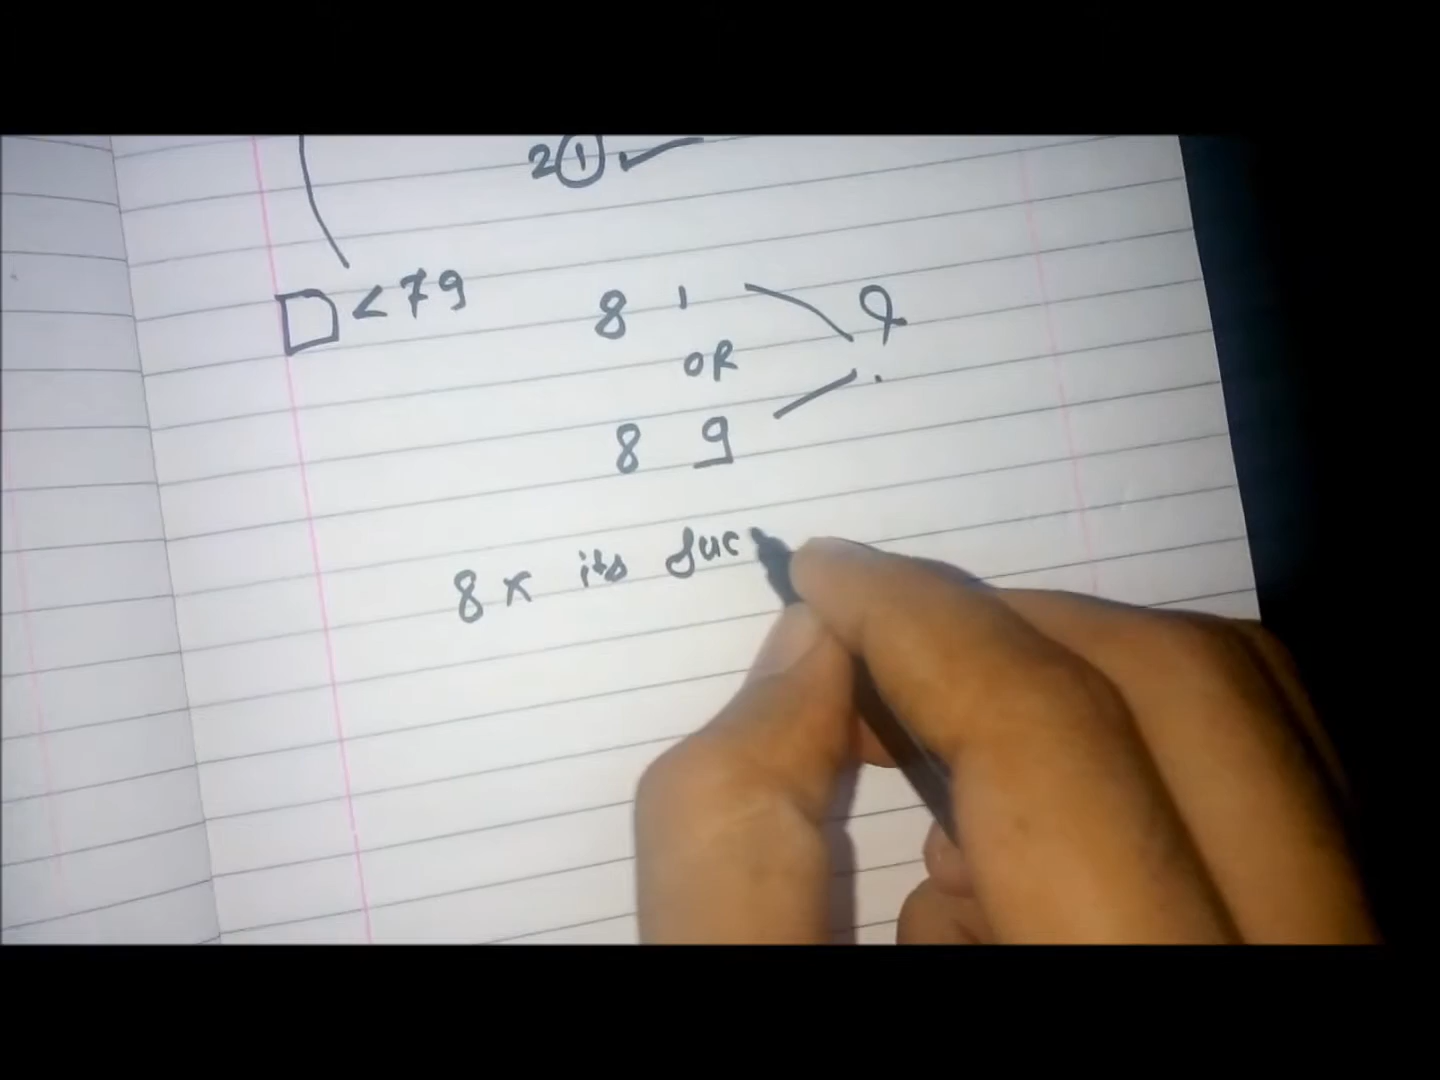 2①
□ < 79
8 1
OR
8 9
?
8 x its suc